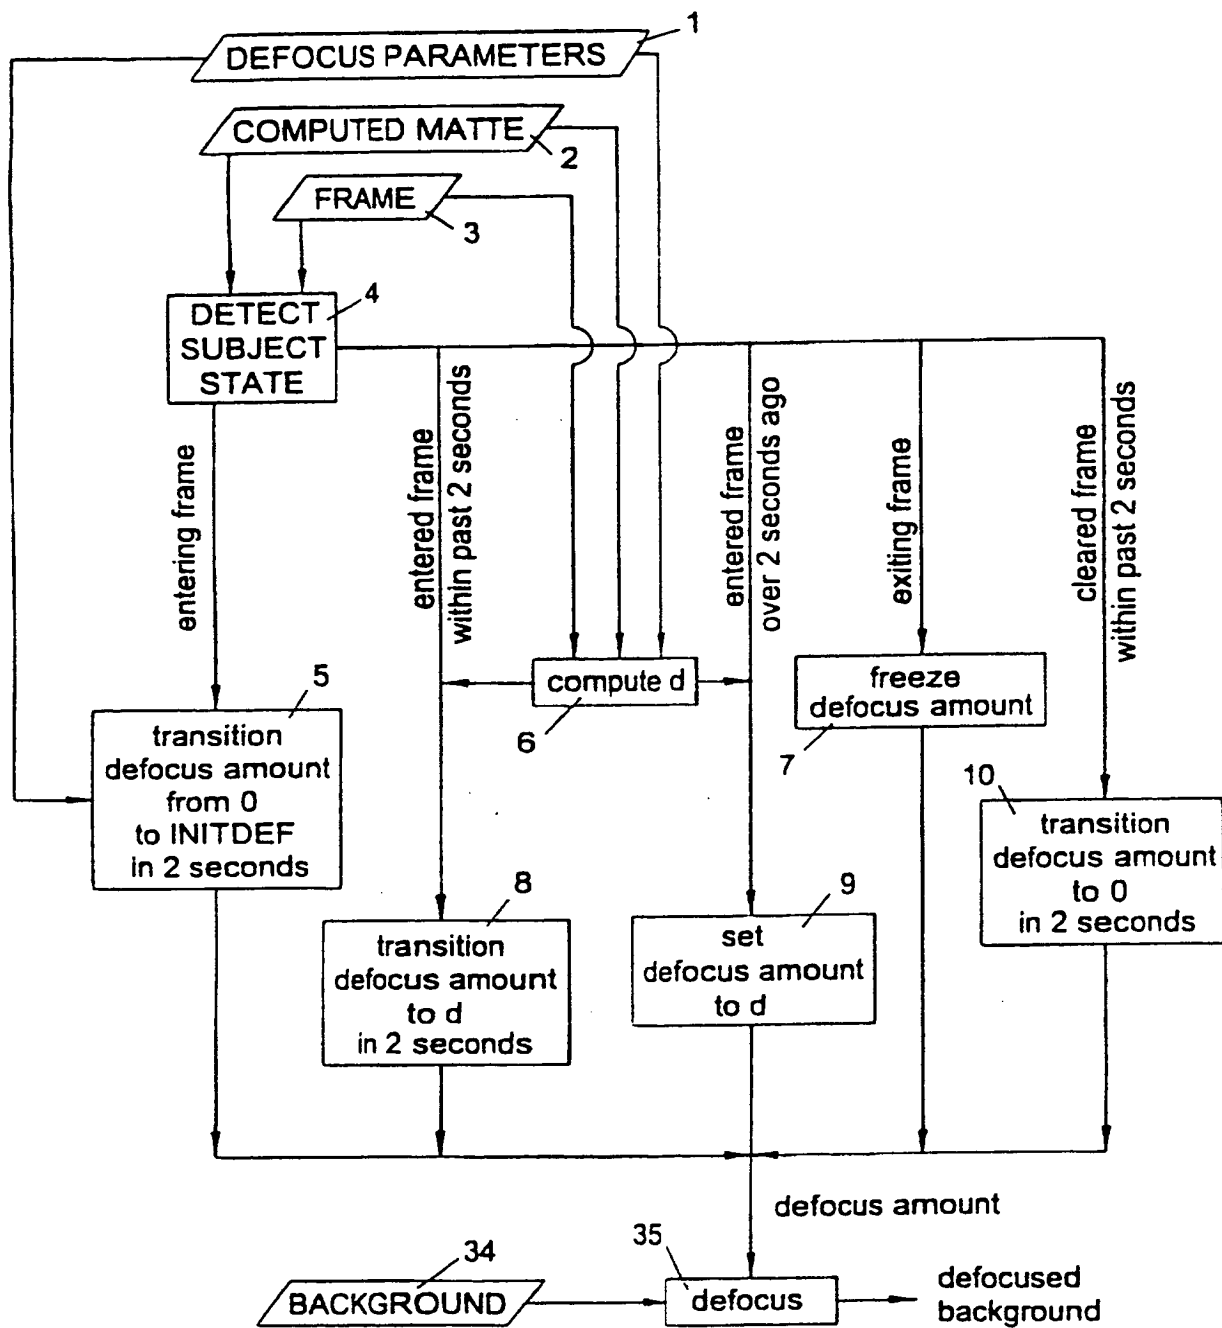 1
DEFOCUS PARAMETERS
COMPUTED MATTE
2
FRAME
3
4
DETECT
SUBJECT
STATE
entering frame
entered frame
within past 2 seconds
entered frame
over 2 seconds ago
exiting frame
cleared frame
within past 2 seconds
5
transition
defocus amount
from 0
to INITDEF
in 2 seconds
compute d
6
freeze
defocus amount
7
8
transition
defocus amount
to d
in 2 seconds
9
set
defocus amount
to d
10
transition
defocus amount
to 0
in 2 seconds
defocus amount
34
BACKGROUND
35
defocus
defocused
background